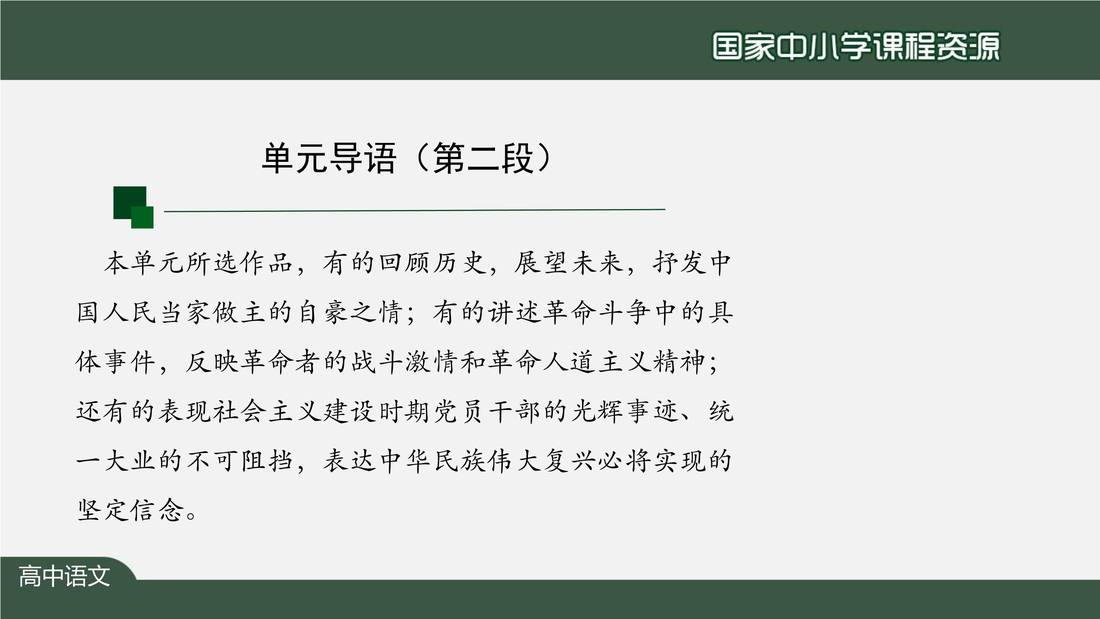 国家中小学课程资源
单元导语（第二段）
本单元所选作品，有的回顾历史，展望未来，抒发中
国人民当家做主的自豪之情；有的讲述革命斗争中的具
体事件，反映革命者的战斗激情和革命人道主义精神；
还有的表现社会主义建设时期党员干部的光辉事迹、统
一大业的不可阻挡，表达中华民族伟大复兴必将实现的
坚定信念。
高中语文